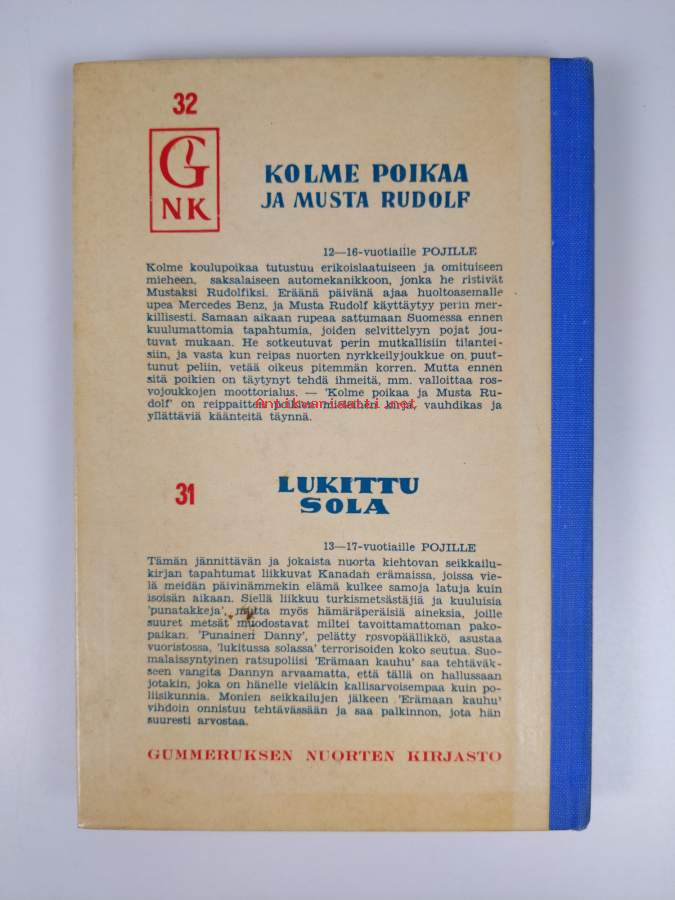 32
G
NK
KOLME POIKAA
JA MUSTA RUDOLF
12—16-vuotiaille POJILLE
Kolme koulupoikaa tutustuu erikoislaatuiseen ja omituiseen
mieheen, saksalaiseen automekanikkoon, jonka he ristivät
Mustaksi Rudolfiksi. Eräänä päivänä ajaa huoltoasemalle
upea Mercedes Benz, ja Musta Rudolf käyttäytyy perin mer-
killisesti. Samaan aikaan rupeaa sattumaan Suomessa ennen
kuulumattomia tapahtumia, joiden selvittelyyn pojat jou-
tuvat mukaan. He sotkeutuvat perin mutkallisiin tilantei-
siin, ja vasta kun reipas nuorten nyrkkeilyjoukkue on puut-
tunut peliin, vetää oikeus pitemmän korren. Mutta ennen
sitä poikien on täytynyt tehdä ihmeitä, mm. valloittaa ros-
vojoukkojen moottorialus. — 'Kolme poikaa ja Musta Ru-
dolf' on reippaitten poikien mieleinen kirja, vauhdikas ja
Antikvariaatti.net
yllättäviä käänteitä täynnä.
31
LUKITTU
SOLA
13—17-vuotiaille POJILLE
Tämän jännittävän ja jokaista nuorta kiehtovan seikkailu-
kirjan tapahtumat liikkuvat Kanadan erämaissa, joissa vie-
lä meidän päivinämmekin elämä kulkee samoja latuja kuin
isoisän aikaan. Siellä liikkuu turkismetsästäjiä ja kuuluisia
'punatakkeja', mutta myös hämäräperäisiä aineksia, joille
suuret metsät muodostavat miltei tavoittamattoman pako-
paikan. 'Punainen Danny', pelätty rosvopäällikkö, asustaa
vuoristossa, 'lukitussa solassa' terrorisoiden koko seutua. Suo-
malaissyntyinen ratsupoliisi 'Erämaan kauhu' saa tehtäväk-
seen vangita Dannyn arvaamatta, että tällä on hallussaan
jotakin, joka on hänelle vieläkin kallisarvoisempaa kuin po-
liisikunnia. Monien seikkailujen jälkeen 'Erämaan kauhu'
vihdoin onnistuu tehtävässään ja saa palkinnon, jota hän
suuresti arvostaa.
GUMMERUKSEN NUORTEN KIRJASTO